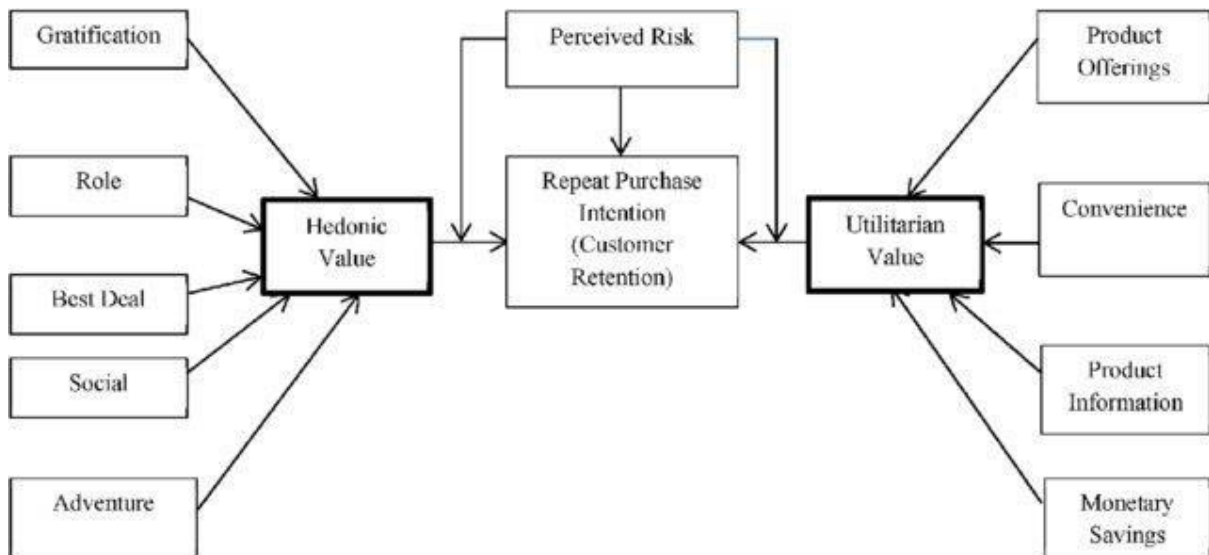 Gratification
Role
Best Deal
Social
Adventure
Hedonic
Value
Perceived Risk
Repeat Purchase
Intention
(Customer
Retention)
Utilitarian
Value
Product
Offerings
Convenience
Product
Information
Monetary
Savings